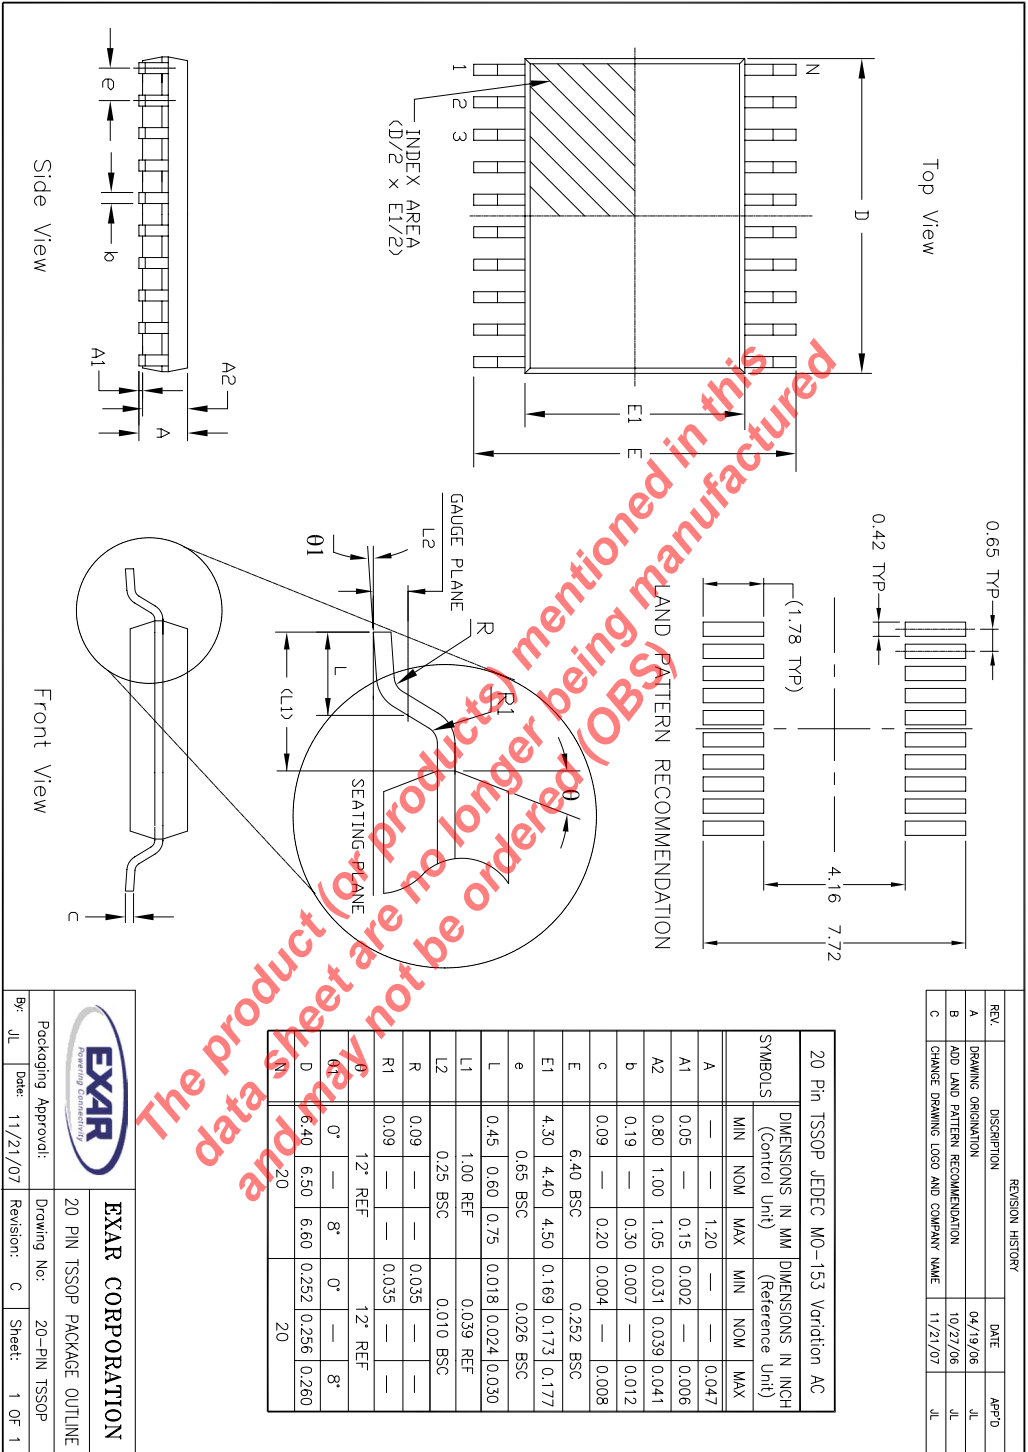 Top View
D
N
1
2
3
INDEX AREA
(D/2 x E1/2)
E1
E
Side View
e
b
A1
A2
A
Front View
c
GAUGE PLANE
L2
θ1
R
R1
L
(L1)
θ
SEATING PLANE
0.65 TYP
0.42 TYP
(1.78 TYP)
4.16
7.72
LAND PATTERN RECOMMENDATION
The product (or products) mentioned in this
data sheet are no longer being manufactured
and may not be ordered (OBS)
REVISION HISTORY
REV. DISCRIPTION DATE APP'D
A DRAWING ORIGINATION 04/19/06 JL
B ADD LAND PATTERN RECOMMENDATION 10/27/06 JL
C CHANGE DRAWING LOGO AND COMPANY NAME 11/21/07 JL
20 Pin TSSOP JEDEC MO-153 Variation AC
SYMBOLS DIMENSIONS IN MM DIMENSIONS IN INCH
(Control Unit) (Reference Unit)
MIN NOM MAX MIN NOM MAX
A — — 1.20 — — 0.047
A1 0.05 — 0.15 0.002 — 0.006
A2 0.80 1.00 1.05 0.031 0.039 0.041
b 0.19 — 0.30 0.007 — 0.012
c 0.09 — 0.20 0.004 — 0.008
E 6.40 BSC 0.252 BSC
E1 4.30 4.40 4.50 0.169 0.173 0.177
e 0.65 BSC 0.026 BSC
L 0.45 0.60 0.75 0.018 0.024 0.030
L1 1.00 REF 0.039 REF
L2 0.25 BSC 0.010 BSC
R 0.09 — — 0.035 — —
R1 0.09 — — 0.035 — —
θ 12° REF 12° REF
θ1 0° — 8° 0° — 8°
D 6.40 6.50 6.60 0.252 0.256 0.260
N 20 20
EXAR
Powering Connectivity
EXAR CORPORATION
20 PIN TSSOP PACKAGE OUTLINE
Packaging Approval: Drawing No: 20-PIN TSSOP
By: JL Date: 11/21/07 Revision: C Sheet: 1 OF 1